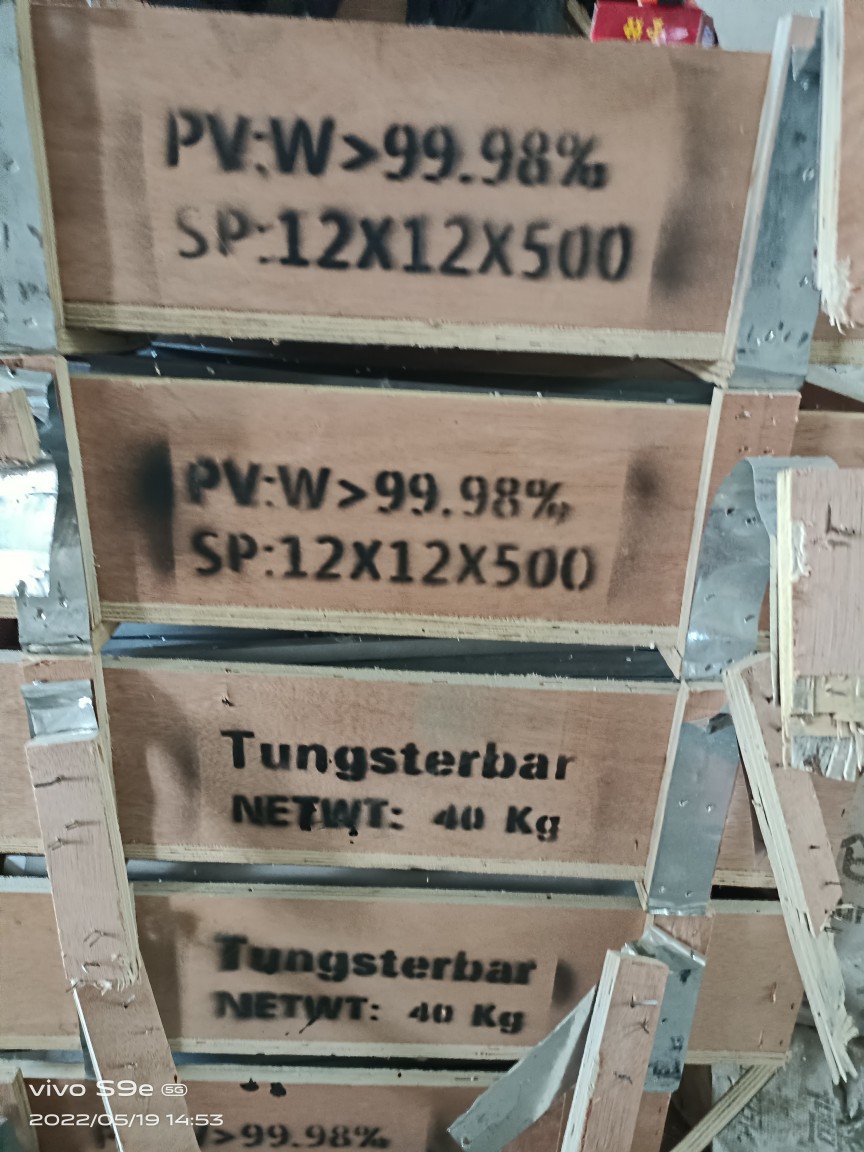 PV:W>99.98%
SP:12X12X500
PV:W>99.98%
SP:12X12X500
Tungsterbar
NETWT: 40 Kg
Tungsterbar
NETWT: 40 Kg
W>99.98%
vivo S9e 5G
2022/05/19 14:53